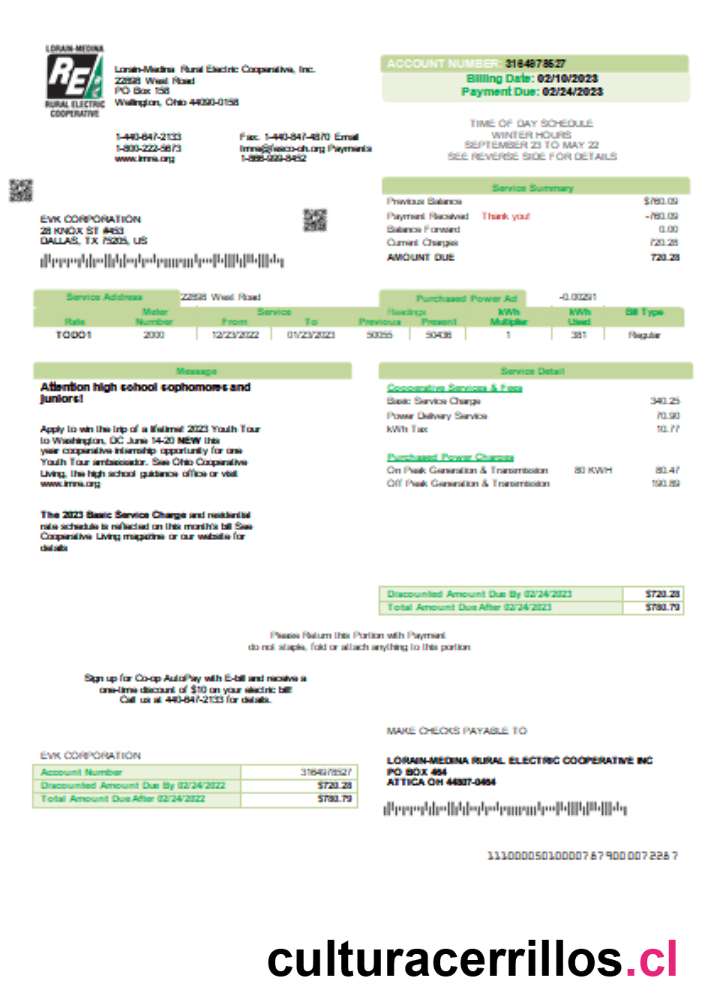 LORAIN-MEDINA
RE
RURAL ELECTRIC
COOPERATIVE
Lorain-Medina Rural Electric Cooperative, Inc.
22898 West Road
PO Box 158
Wellington, Ohio 44090-0158
1-440-647-2133 Fax: 1-440-647-4870 Email
1-800-222-5673 lmre@fesco-oh.org Payments
www.lmre.org 1-866-999-8452
ACCOUNT NUMBER: 3164978527
Billing Date: 02/10/2023
Payment Due: 02/24/2023
TIME OF DAY SCHEDULE
WINTER HOURS
SEPTEMBER 23 TO MAY 22
SEE REVERSE SIDE FOR DETAILS
EVK CORPORATION
28 KNOX ST #453
DALLAS, TX 75205, US
Service Summary
Previous Balance $760.09
Payment Received Thank you! -760.09
Balance Forward 0.00
Current Charges 720.28
AMOUNT DUE 720.28
Service Address 22898 West Road Purchased Power Ad -0.00291
Meter Service Readings kWh kWh Bill Type
Rate Number From To Previous Present Multiplier Used
TODO1 2000 12/23/2022 01/23/2023 50055 50436 1 381 Regular
Message
Attention high school sophomores and
juniors!
Apply to win the trip of a lifetime! 2023 Youth Tour
to Washington, DC June 14-20 NEW this
year cooperative internship opportunity for one
Youth Tour ambassador. See Ohio Cooperative
Living, the high school guidance office or visit
www.lmre.org
The 2023 Basic Service Charge and residential
rate schedule is reflected on this month's bill See
Cooperative Living magazine or our website for
details
Service Detail
Cooperative Services & Fees
Basic Service Charge 340.25
Power Delivery Service 70.90
kWh Tax 10.77
Purchased Power Charges
On Peak Generation & Transmission 80 KWH 80.47
Off Peak Generation & Transmission 190.89
Discounted Amount Due By 02/24/2023 $720.28
Total Amount Due After 02/24/2023 $780.79
Please Return this Portion with Payment
do not staple, fold or attach anything to this portion
Sign up for Co-op AutoPay with E-bill and receive a
one-time discount of $10 on your electric bill!
Call us at 440-647-2133 for details.
EVK CORPORATION
Account Number 3164978527
Discounted Amount Due By 02/24/2022 $720.28
Total Amount Due After 02/24/2022 $780.79
MAKE CHECKS PAYABLE TO
LORAIN-MEDINA RURAL ELECTRIC COOPERATIVE INC
PO BOX 464
ATTICA OH 44807-0464
11100005010000787900007 2287
culturacerrillos.cl